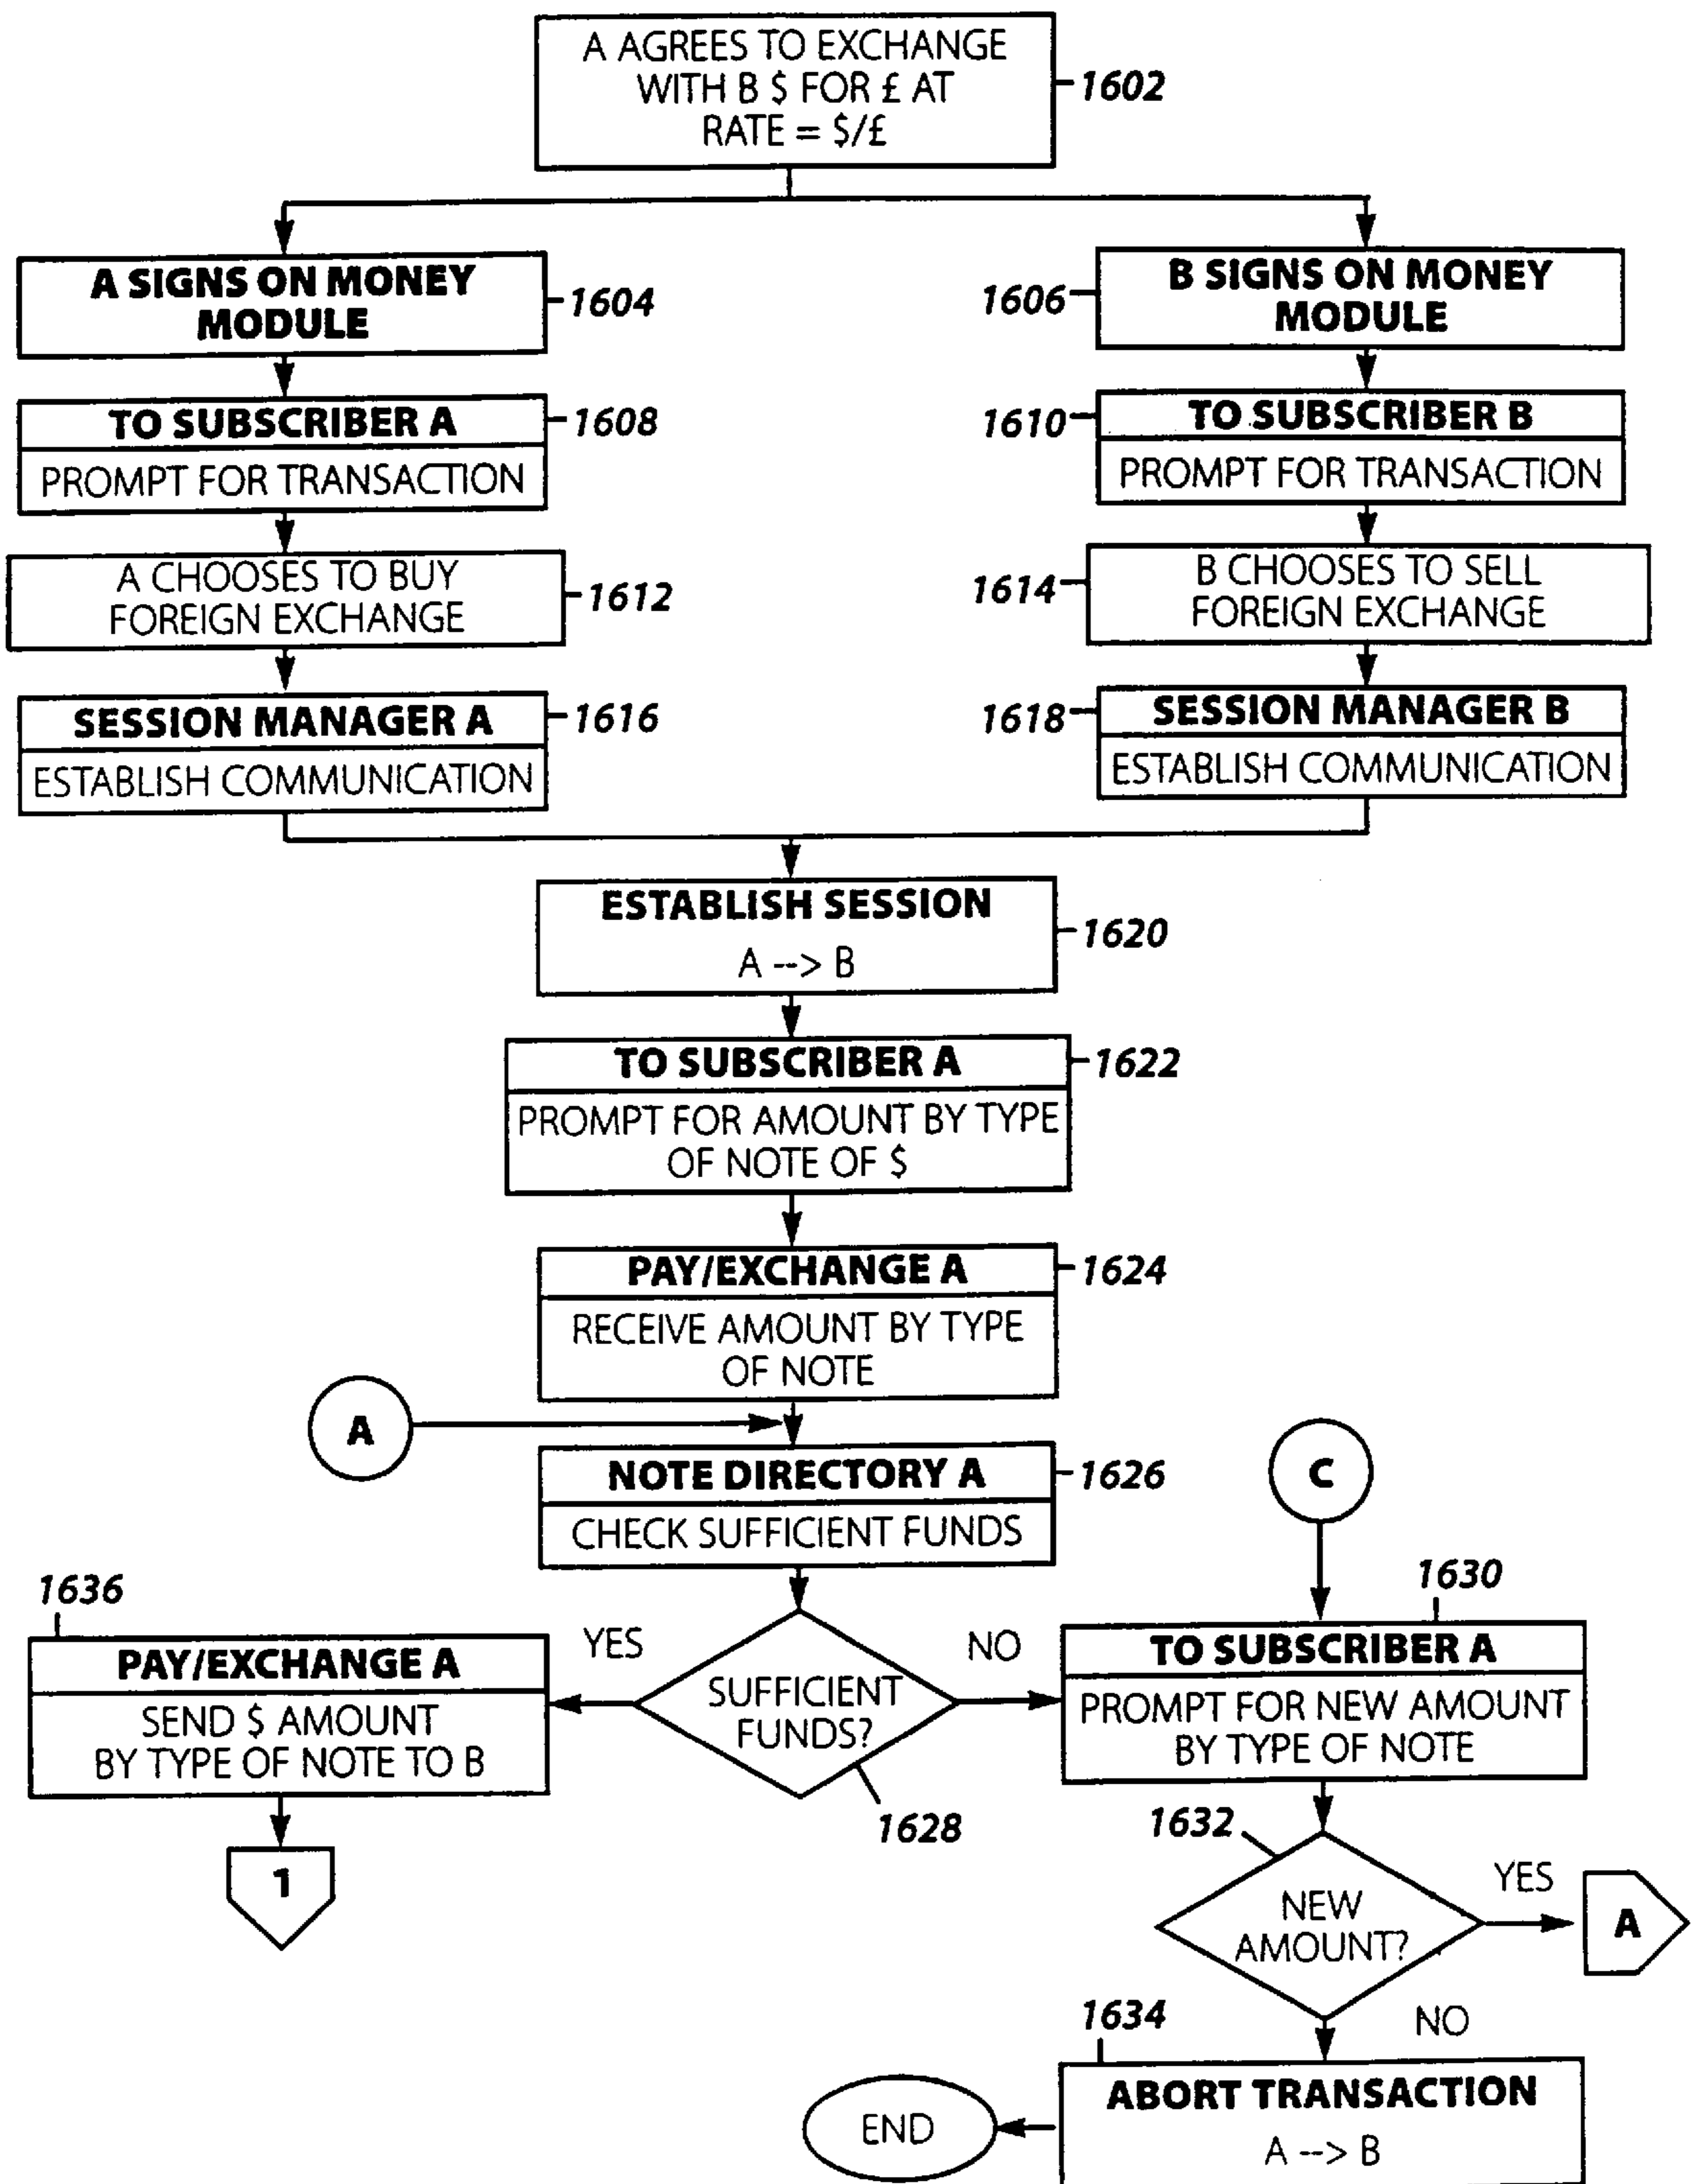 A AGREES TO EXCHANGE
WITH B $ FOR £ AT
RATE = $/£
1602
A SIGNS ON MONEY
MODULE
1604
1606
B SIGNS ON MONEY
MODULE
TO SUBSCRIBER A
1608
PROMPT FOR TRANSACTION
1610
TO SUBSCRIBER B
PROMPT FOR TRANSACTION
A CHOOSES TO BUY
FOREIGN EXCHANGE
1612
1614
B CHOOSES TO SELL
FOREIGN EXCHANGE
SESSION MANAGER A
1616
ESTABLISH COMMUNICATION
1618
SESSION MANAGER B
ESTABLISH COMMUNICATION
ESTABLISH SESSION
A --> B
1620
TO SUBSCRIBER A
1622
PROMPT FOR AMOUNT BY TYPE
OF NOTE OF $
PAY/EXCHANGE A
1624
RECEIVE AMOUNT BY TYPE
OF NOTE
A
NOTE DIRECTORY A
1626
CHECK SUFFICIENT FUNDS
C
1636
PAY/EXCHANGE A
SEND $ AMOUNT
BY TYPE OF NOTE TO B
YES
SUFFICIENT
FUNDS?
1628
NO
1630
TO SUBSCRIBER A
PROMPT FOR NEW AMOUNT
BY TYPE OF NOTE
1
1632
NEW
AMOUNT?
YES
A
NO
1634
ABORT TRANSACTION
A --> B
END